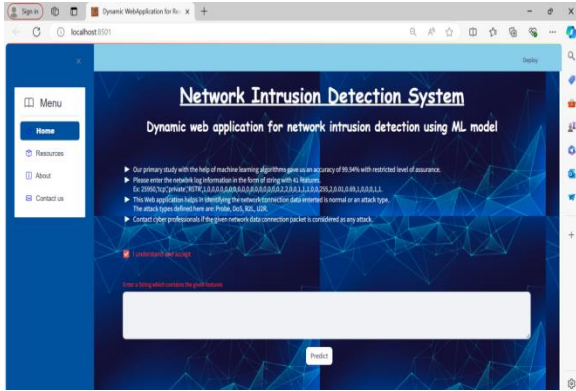 Sign in
Dynamic WebApplication for Re
localhost:8501
Deploy
Menu
Home
Resources
About
Contact us
Network Intrusion Detection System
Dynamic web application for network intrusion detection using ML model
Our primary study with the help of machine learning algorithms gave us an accuracy of 99.94% with restricted level of assurance.
Please enter the network log information in the form of string with 41 features.
This Web application helps in identifying the network connection data enterted is normal or an attack type.
The attack types defined here are: Probe, DoS, R2L, U2R.
Contact cyber professionals if the given network data connection packet is considered as any attack.
I understand and accept
Enter a String which contains the given features
Predict